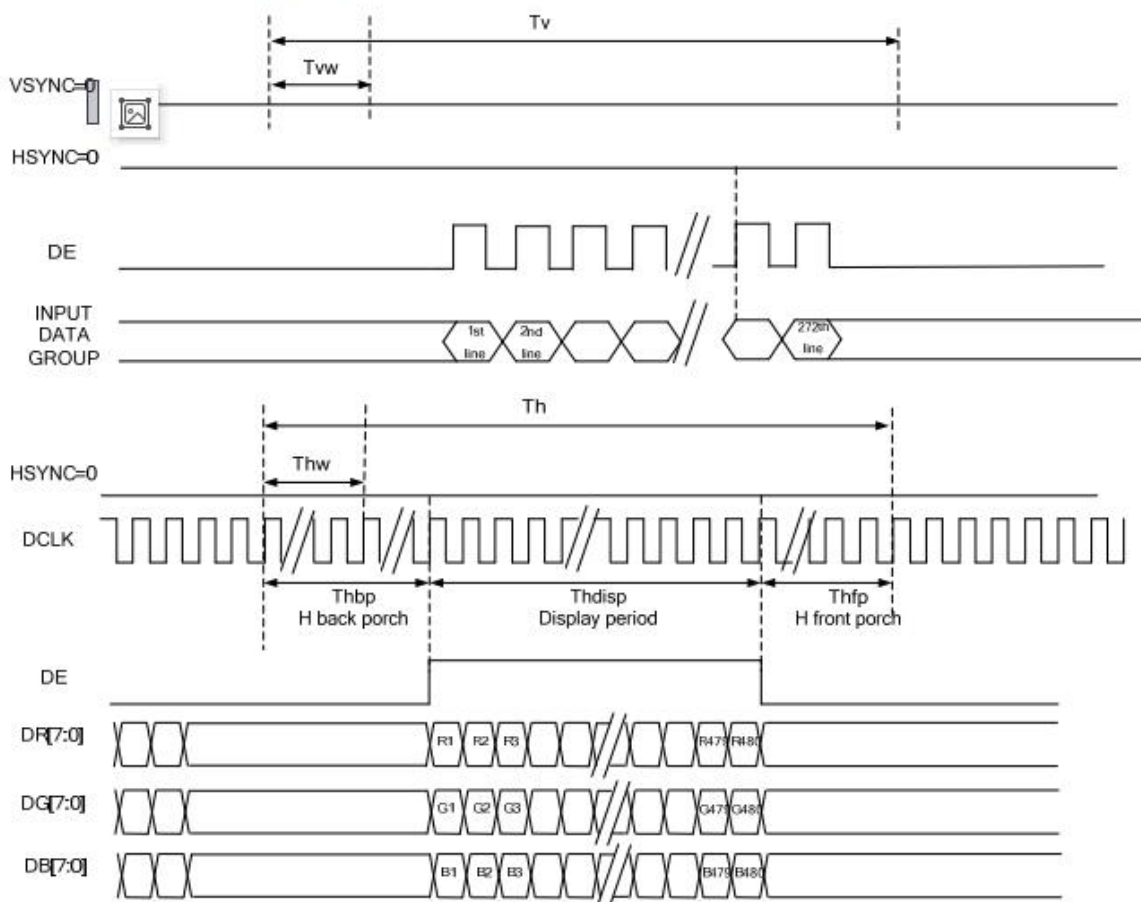 Tv
Tvw
VSYNC=0
HSYNC=0
DE
INPUT
DATA
GROUP
1st
line
2nd
line
272th
line
Th
Thw
HSYNC=0
DCLK
Thbp
H back porch
Thdisp
Display period
Thfp
H front porch
DE
DR[7:0]
R1 R2 R3 R479 R480
DG[7:0]
G1 G2 G3 G479 G480
DB[7:0]
B1 B2 B3 B479 B480